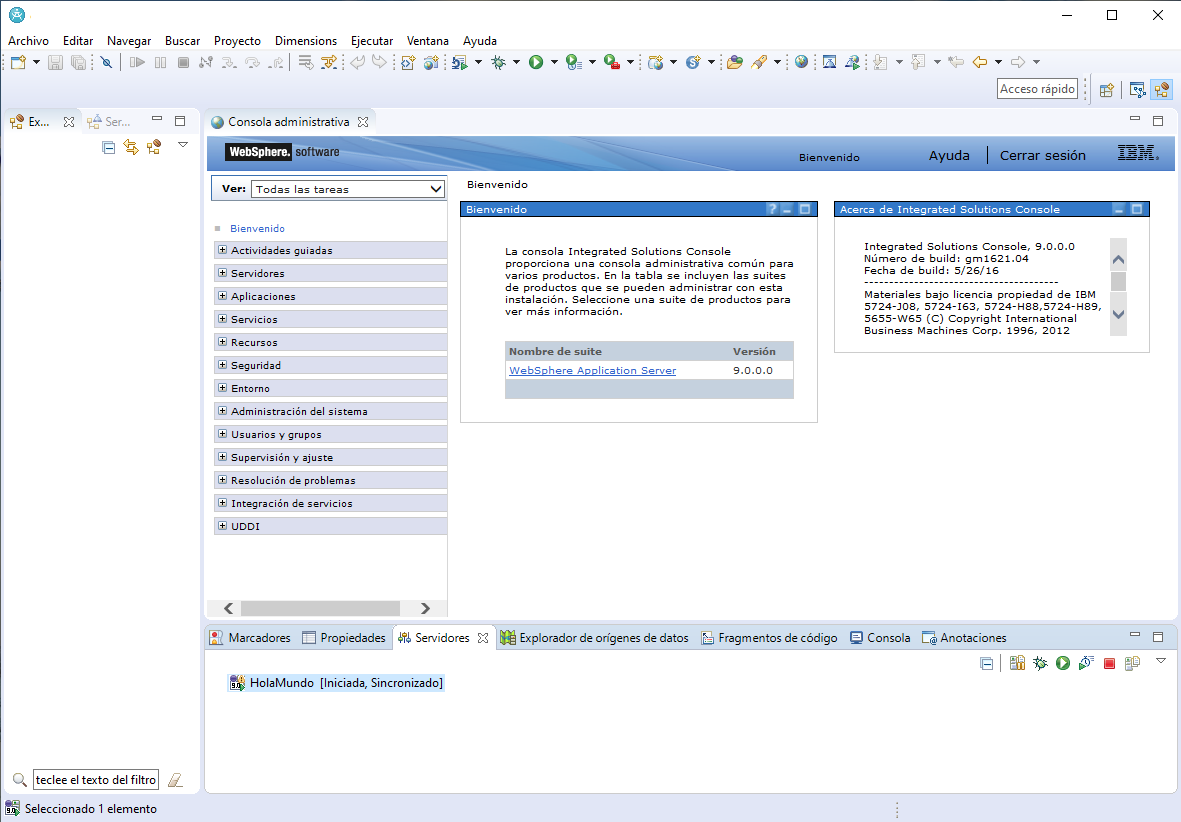 Archivo Editar Navegar Buscar Proyecto Dimensions Ejecutar Ventana Ayuda
Acceso rápido
Ex... Ser...
Consola administrativa
WebSphere. software
Bienvenido Ayuda Cerrar sesión IBM.
Ver: Todas las tareas
Bienvenido
Actividades guiadas
Servidores
Aplicaciones
Servicios
Recursos
Seguridad
Entorno
Administración del sistema
Usuarios y grupos
Supervisión y ajuste
Resolución de problemas
Integración de servicios
UDDI
Bienvenido
Bienvenido ?
La consola Integrated Solutions Console
proporciona una consola administrativa común para
varios productos. En la tabla se incluyen las suites
de productos que se pueden administrar con esta
instalación. Seleccione una suite de productos para
ver más información.
Nombre de suite Versión
WebSphere Application Server 9.0.0.0
Acerca de Integrated Solutions Console
Integrated Solutions Console, 9.0.0.0
Número de build: gm1621.04
Fecha de build: 5/26/16
---------------------------------------
Materiales bajo licencia propiedad de IBM
5724-J08, 5724-I63, 5724-H88,5724-H89,
5655-W65 (C) Copyright International
Business Machines Corp. 1996, 2012
Marcadores Propiedades Servidores Explorador de orígenes de datos Fragmentos de código Consola Anotaciones
9.0 HolaMundo [Iniciada, Sincronizado]
teclee el texto del filtro
9.0 Seleccionado 1 elemento